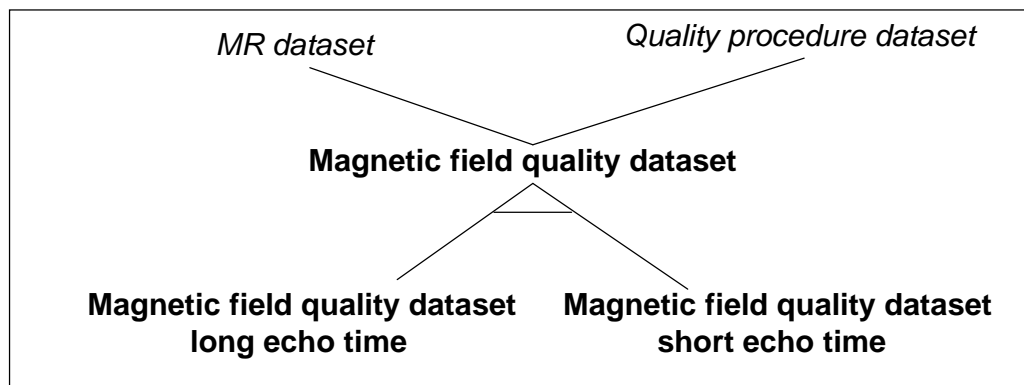 MR dataset
Quality procedure dataset
Magnetic field quality dataset
Magnetic field quality dataset
long echo time
Magnetic field quality dataset
short echo time